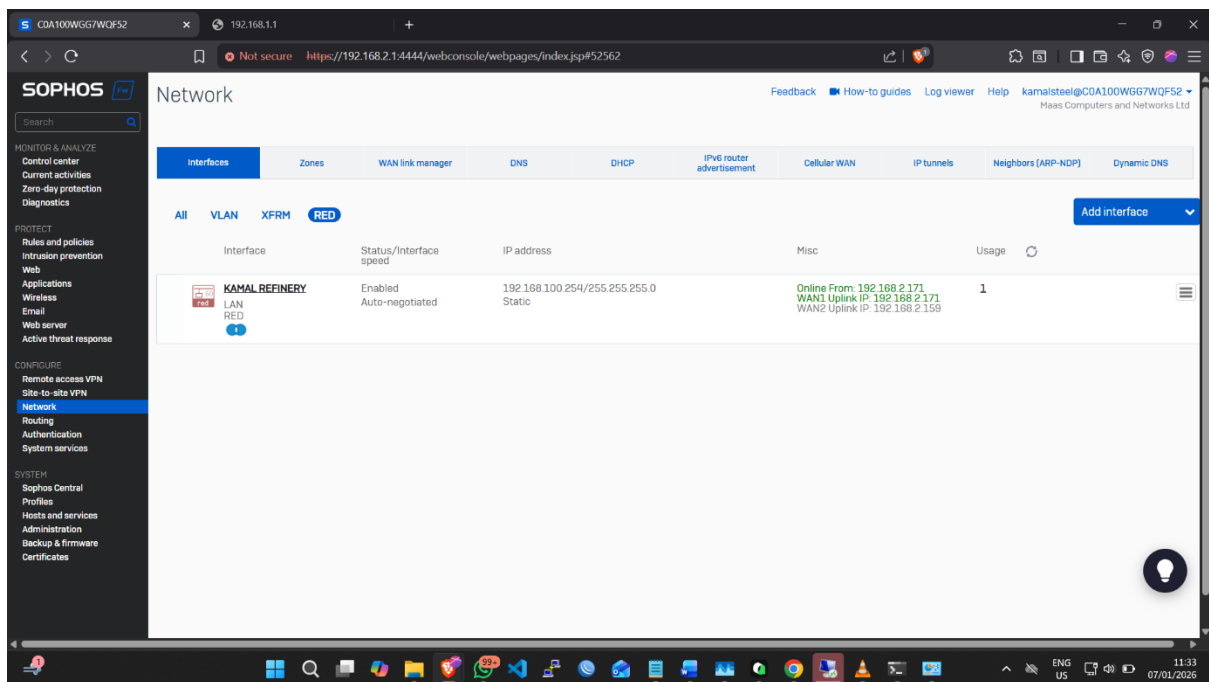 C0A100WGG7WQF52
192.168.1.1
Not secure https://192.168.2.1:4444/webconsole/webpages/index.jsp#52562
SOPHOS Fw
Search
MONITOR & ANALYZE
Control center
Current activities
Zero-day protection
Diagnostics
PROTECT
Rules and policies
Intrusion prevention
Web
Applications
Wireless
Email
Web server
Active threat response
CONFIGURE
Remote access VPN
Site-to-site VPN
Network
Routing
Authentication
System services
SYSTEM
Sophos Central
Profiles
Hosts and services
Administration
Backup & firmware
Certificates
Network
Feedback How-to guides Log viewer Help kamalsteel@C0A100WGG7WQF52
Maas Computers and Networks Ltd
Interfaces Zones WAN link manager DNS DHCP IPv6 router advertisement Cellular WAN IP tunnels Neighbors [ARP-NDP] Dynamic DNS
All VLAN XFRM RED
Add interface
Interface Status/Interface speed IP address Misc Usage
red
KAMAL REFINERY Enabled 192.168.100.254/255.255.255.0 Online From: 192.168.2.171 1
LAN Auto-negotiated Static WAN1 Uplink IP: 192.168.2.171
RED WAN2 Uplink IP: 192.168.2.159
1
99+
ENG
US
11:33
07/01/2026